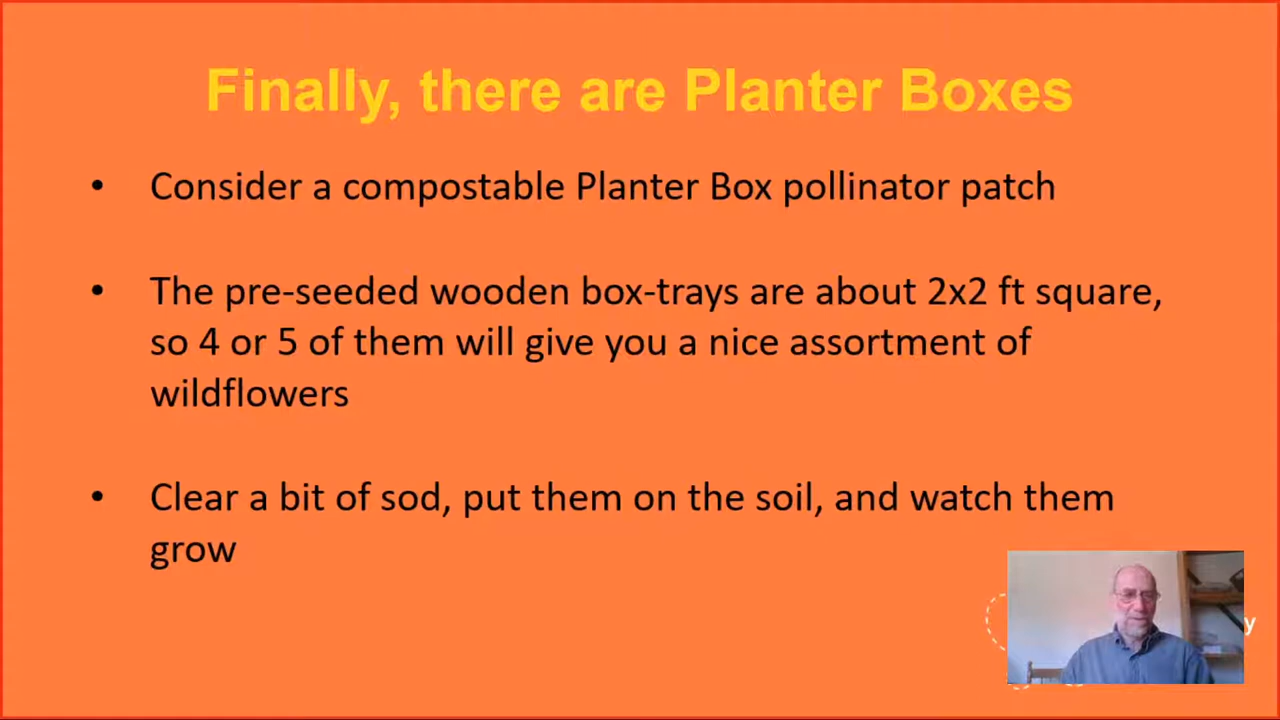 Finally, there are Planter Boxes
• Consider a compostable Planter Box pollinator patch
• The pre-seeded wooden box-trays are about 2x2 ft square,
so 4 or 5 of them will give you a nice assortment of
wildflowers
• Clear a bit of sod, put them on the soil, and watch them
grow